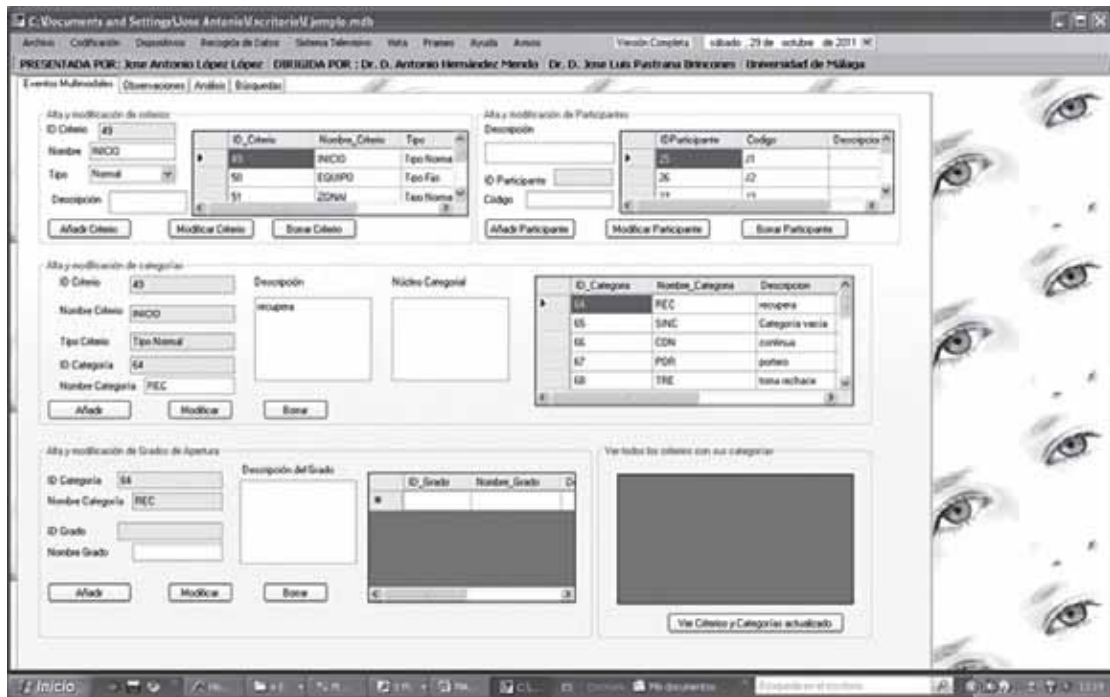 C:\Documents and Settings\Jose Antonio\Escritorio\Ejemplo.mdb
Archivo Codificación Dispositivos Recogida de Datos Sistema Televisivo Vista Frames Ayuda Avisos Versión Completa sábado , 29 de octubre de 2011
PRESENTADA POR: Jose Antonio López López DIRIGIDA POR : Dr. D. Antonio Hernández Mendo Dr. D. Jose Luis Pastrana Brincones Universidad de Málaga
Eventos Multimodales Observaciones Análisis Búsquedas
Alta y modificación de criterios
ID Criterio 49
Nombre INICIO
Tipo Normal
Descripción
ID_Criterio Nombre_Criterio Tipo
49 INICIO Tipo Norma
50 EQUIPO Tipo Fijo
51 ZONAI Tipo Norma
Añadir Criterio Modificar Criterio Borrar Criterio
Alta y modificación de Participantes
Descripción
ID Participante
Código
IDParticipante Codigo Descripcion
25 J1
26 J2
Añadir Participante Modificar Participante Borrar Participante
Alta y modificación de categorías
ID Criterio 49
Nombre Criterio INICIO
Tipo Criterio Tipo Normal
ID Categoría 64
Nombre Categoría REC
Descripción
recupera
Núcleo Categorial
ID_Categoria Nombre_Categoria Descripcion
64 REC recupera
65 SINC Categoría vacía
66 CON continua
67 POR portero
68 TRE toma rechace
Añadir Modificar Borrar
Alta y modificación de Grados de Apertura
ID Categoría 64
Nombre Categoría REC
ID Grado
Nombre Grado
Descripción del Grado
ID_Grado Nombre_Grado De
Añadir Modificar Borrar
Ver todos los criterios con sus categorías
Ver Criterios y Categorías actualizado
Inicio
Mis documentos